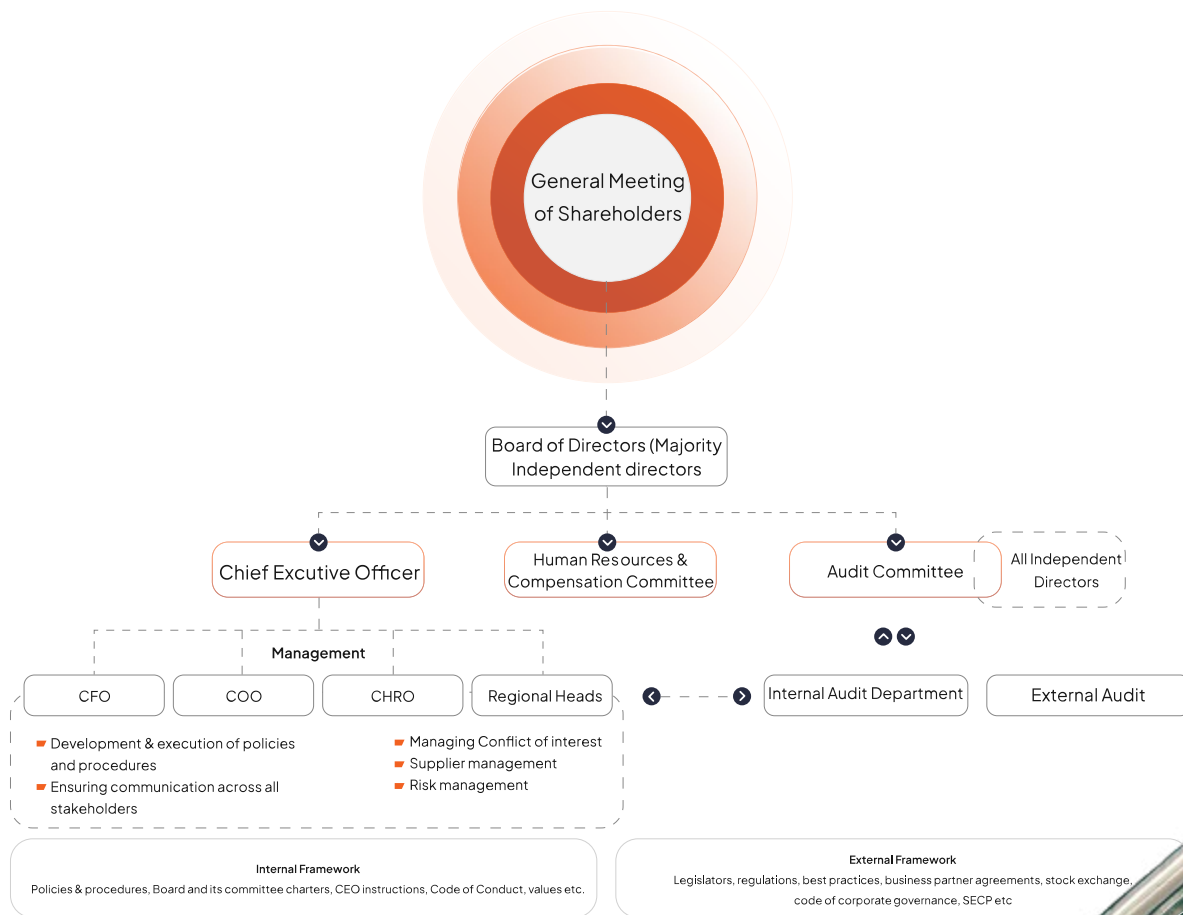 General Meeting
of Shareholders
Board of Directors (Majority
Independent directors
Chief Excutive Officer
Human Resources &
Compensation Committee
Audit Committee
All Independent
Directors
Management
CFO
COO
CHRO
Regional Heads
Internal Audit Department
External Audit
Development & execution of policies
and procedures
Ensuring communication across all
stakeholders
Managing Conflict of interest
Supplier management
Risk management
Internal Framework
Policies & procedures, Board and its committee charters, CEO instructions, Code of Conduct, values etc.
External Framework
Legislators, regulations, best practices, business partner agreements, stock exchange,
code of corporate governance, SECP etc